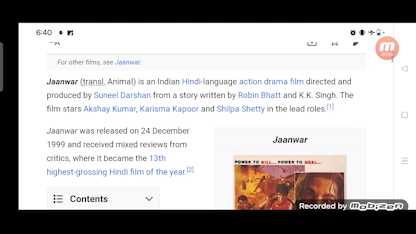 6:40
For other films, see Jaanwar.
Jaanwar (transl. Animal) is an Indian Hindi-language action drama film directed and
produced by Suneel Darshan from a story written by Robin Bhatt and K.K. Singh. The
film stars Akshay Kumar, Karisma Kapoor and Shilpa Shetty in the lead roles.[1]
Jaanwar was released on 24 December
1999 and received mixed reviews from
critics, where it became the 13th
highest-grossing Hindi film of the year.[2]
Contents
Jaanwar
POWER TO KILL... POWER TO HEAL...
Recorded by Mobizen